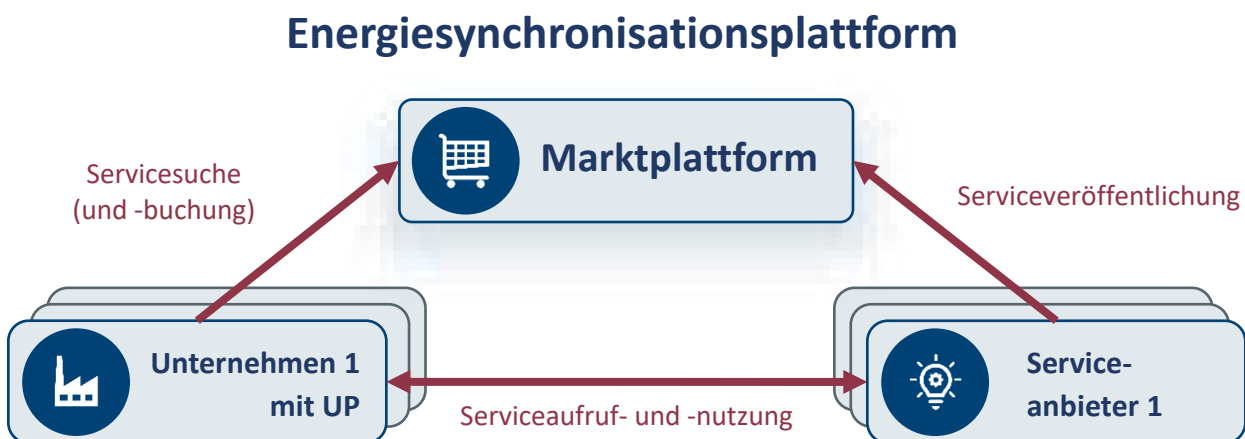 Energiesynchronisationsplattform
Marktplattform
Servicesuche
(und -buchung)
Serviceveröffentlichung
Unternehmen 1
mit UP
Serviceaufruf- und -nutzung
Service-
anbieter 1